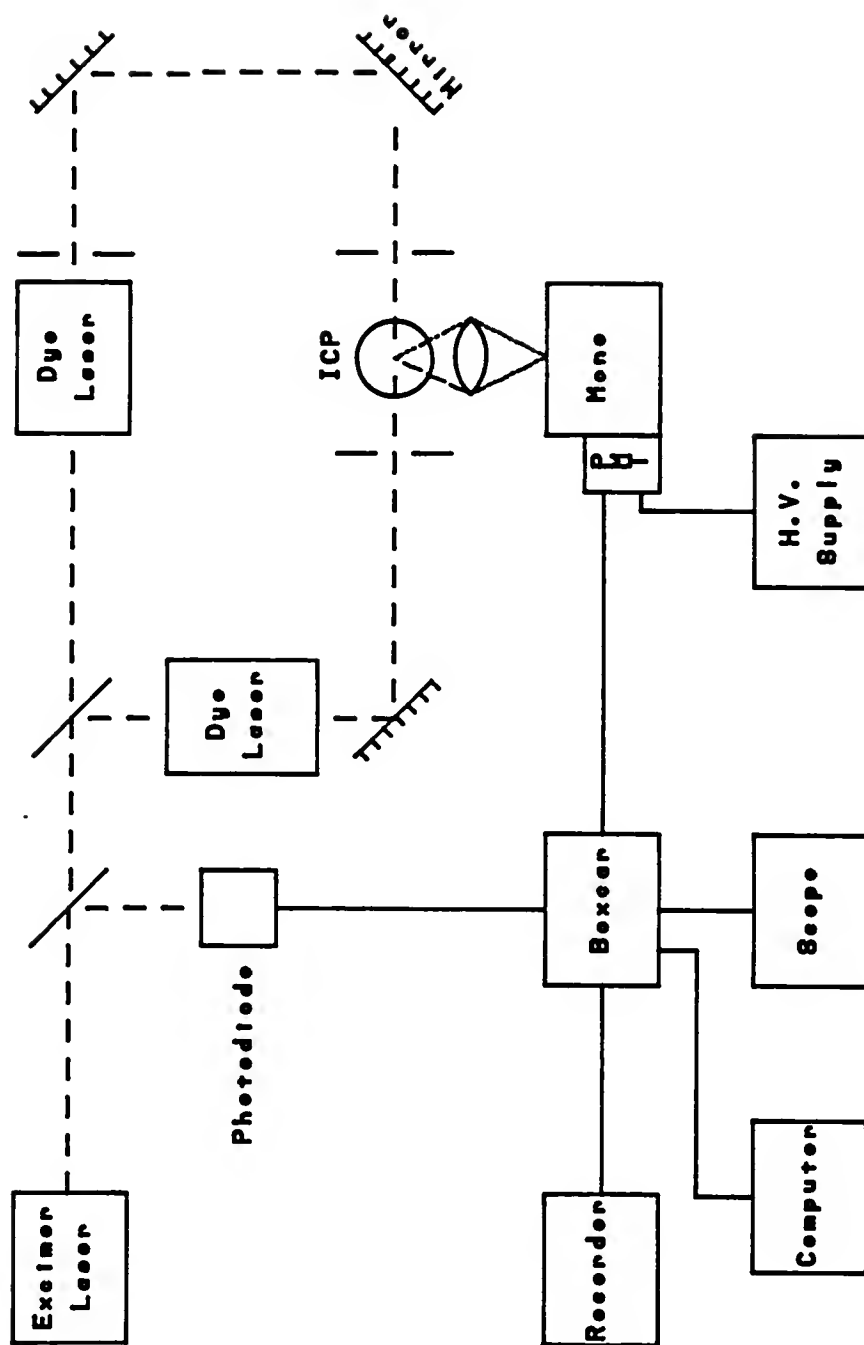 Excimer
Laser
Dye
Laser
Mirror
Photodiode
Dye
Laser
ICP
Recorder
Boxcar
PMT
Mono
Computer
Scope
H.V.
Supply